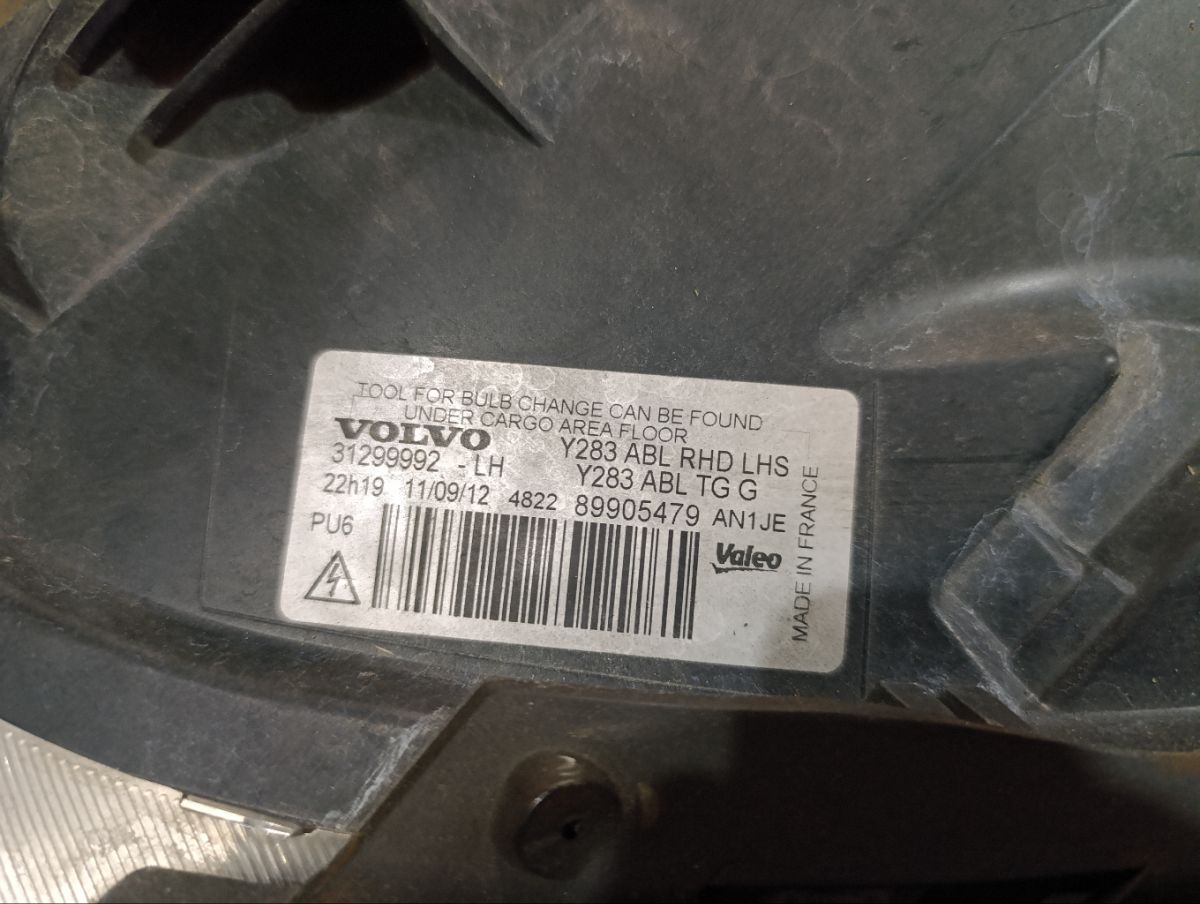 TOOL FOR BULB CHANGE CAN BE FOUND
UNDER CARGO AREA FLOOR
VOLVO
31299992 - LH
Y283 ABL RHD LHS
Y283 ABL TG G
22h19 11/09/12 4822 89905479 AN1JE
PU6
Valeo
MADE IN FRANCE